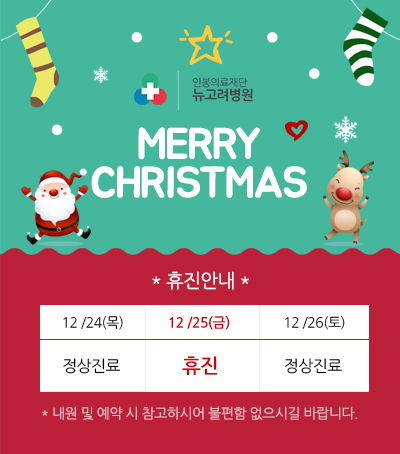 인봉의료재단
뉴고려병원
MERRY
CHRISTMAS
* 휴진안내 *
12 /24(목) 12 /25(금) 12 /26(토)
정상진료 휴진 정상진료
* 내원 및 예약 시 참고하시어 불편함 없으시길 바랍니다.